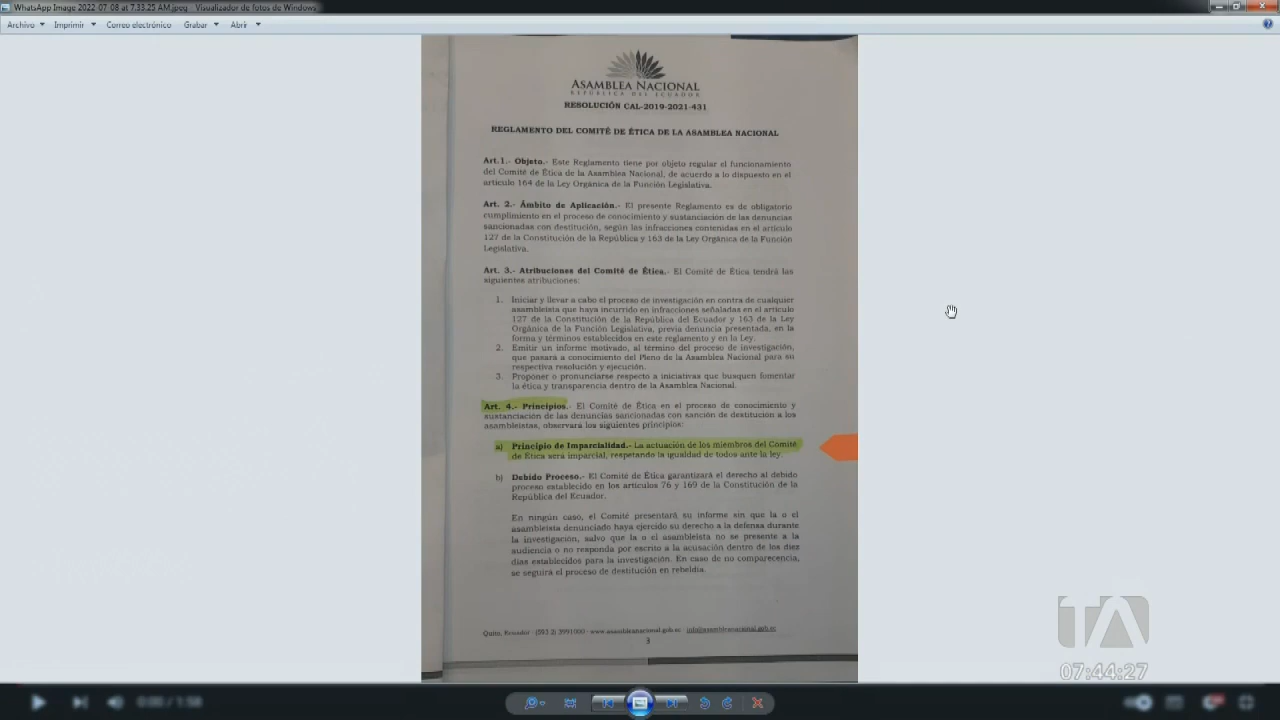 WhatsApp Image 2022-07-08 at 7.33.25 AM.jpeg - Visualizador de fotos de Windows
Archivo Imprimir Correo electrónico Grabar Abrir
ASAMBLEA NACIONAL
REPÚBLICA DEL ECUADOR
RESOLUCIÓN CAL-2019-2021-431
REGLAMENTO DEL COMITÉ DE ÉTICA DE LA ASAMBLEA NACIONAL
Art.1.- Objeto.- Este Reglamento tiene por objeto regular el funcionamiento
del Comité de Ética de la Asamblea Nacional, de acuerdo a lo dispuesto en el
artículo 164 de la Ley Orgánica de la Función Legislativa.
Art. 2.- Ámbito de Aplicación.- El presente Reglamento es de obligatorio
cumplimiento en el proceso de conocimiento y sustanciación de las denuncias
sancionadas con destitución, según las infracciones contenidas en el artículo
127 de la Constitución de la República y 163 de la Ley Orgánica de la Función
Legislativa.
Art. 3.- Atribuciones del Comité de Ética.- El Comité de Ética tendrá las
siguientes atribuciones:
1. Iniciar y llevar a cabo el proceso de investigación en contra de cualquier
asambleísta que haya incurrido en infracciones señaladas en el artículo
127 de la Constitución de la República del Ecuador y 163 de la Ley
Orgánica de la Función Legislativa, previa denuncia presentada, en la
forma y términos establecidos en este reglamento y en la Ley.
2. Emitir un informe motivado, al término del proceso de investigación,
que pasará a conocimiento del Pleno de la Asamblea Nacional para su
respectiva resolución y ejecución.
3. Proponer o pronunciarse respecto a iniciativas que busquen fomentar
la ética y transparencia dentro de la Asamblea Nacional.
Art. 4.- Principios.- El Comité de Ética en el proceso de conocimiento y
sustanciación de las denuncias sancionadas con sanción de destitución a los
asambleístas, observará los siguientes principios:
a) Principio de Imparcialidad.- La actuación de los miembros del Comité
de Ética será imparcial, respetando la igualdad de todos ante la ley.
b) Debido Proceso.- El Comité de Ética garantizará el derecho al debido
proceso establecido en los artículos 76 y 169 de la Constitución de la
República del Ecuador.
En ningún caso, el Comité presentará su informe sin que la o el
asambleísta denunciado haya ejercido su derecho a la defensa durante
la investigación, salvo que la o el asambleísta no se presente a la
audiencia o no responda por escrito a la acusación dentro de los diez
días establecidos para la investigación. En caso de no comparecencia,
se seguirá el proceso de destitución en rebeldía.
Quito, Ecuador - (593 2) 3991000 - www.asambleanacional.gob.ec info@asambleanacional.gob.ec
3
TA
07:44:27
0:00 / 1:58